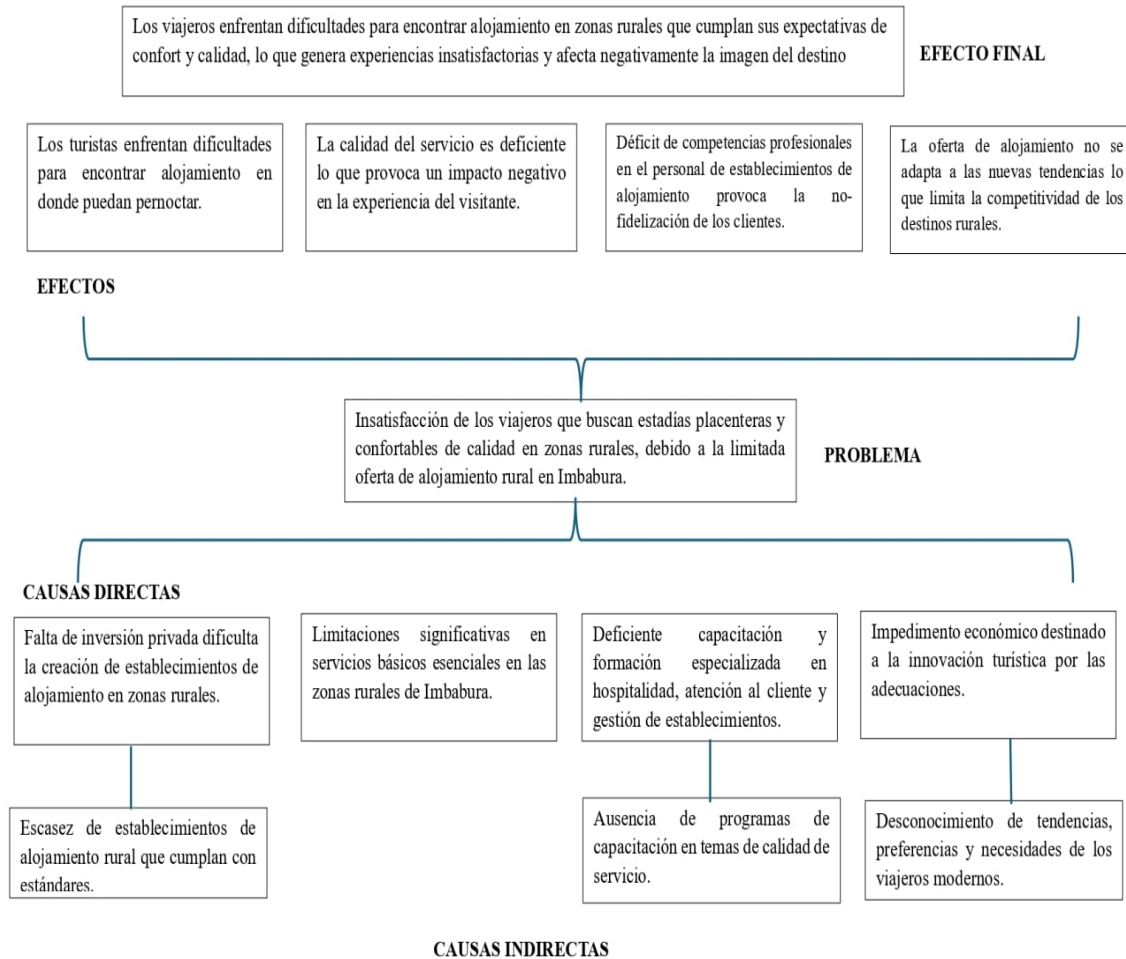 Los viajeros enfrentan dificultades para encontrar alojamiento en zonas rurales que cumplan sus expectativas de
confort y calidad, lo que genera experiencias insatisfactorias y afecta negativamente la imagen del destino
EFECTO FINAL
Los turistas enfrentan dificultades
para encontrar alojamiento en
donde puedan pernoctar.
La calidad del servicio es deficiente
lo que provoca un impacto negativo
en la experiencia del visitante.
Déficit de competencias profesionales
en el personal de establecimientos de
alojamiento provoca la no-
fidelización de los clientes.
La oferta de alojamiento no se
adapta a las nuevas tendencias lo
que limita la competitividad de los
destinos rurales.
EFECTOS
Insatisfacción de los viajeros que buscan estadías placenteras y
confortables de calidad en zonas rurales, debido a la limitada
oferta de alojamiento rural en Imbabura.
PROBLEMA
CAUSAS DIRECTAS
Falta de inversión privada dificulta
la creación de establecimientos de
alojamiento en zonas rurales.
Limitaciones significativas en
servicios básicos esenciales en las
zonas rurales de Imbabura.
Deficiente capacitación y
formación especializada en
hospitalidad, atención al cliente y
gestión de establecimientos.
Impedimento económico destinado
a la innovación turística por las
adecuaciones.
Escasez de establecimientos de
alojamiento rural que cumplan con
estándares.
Ausencia de programas de
capacitación en temas de calidad de
servicio.
Desconocimiento de tendencias,
preferencias y necesidades de los
viajeros modernos.
CAUSAS INDIRECTAS